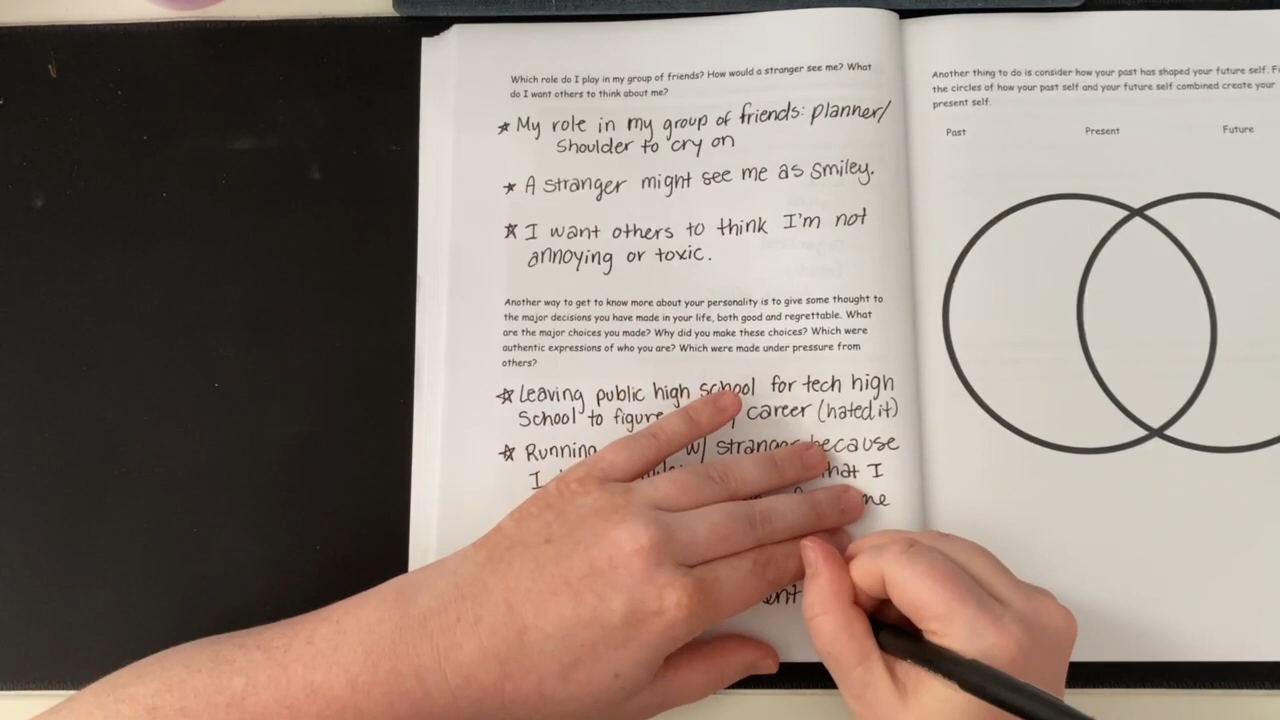 Which role do I play in my group of friends? How would a stranger see me? What
do I want others to think about me?
My role in my group of friends: planner/
Shoulder to cry on
A stranger might see me as smiley.
I want others to think I'm not
annoying or toxic.
Another way to get to know more about your personality is to give some thought to
the major decisions you have made in your life, both good and regrettable. What
are the major choices you made? Why did you make these choices? Which were
authentic expressions of who you are? Which were made under pressure from
others?
Leaving public high school for tech high
School to figure career (hated it)
Running w/ stranger because
I that I
me
Another thing to do is consider how your past has shaped your future self.
the circles of how your past self and your future self combined create your
present self.
Past Present Future